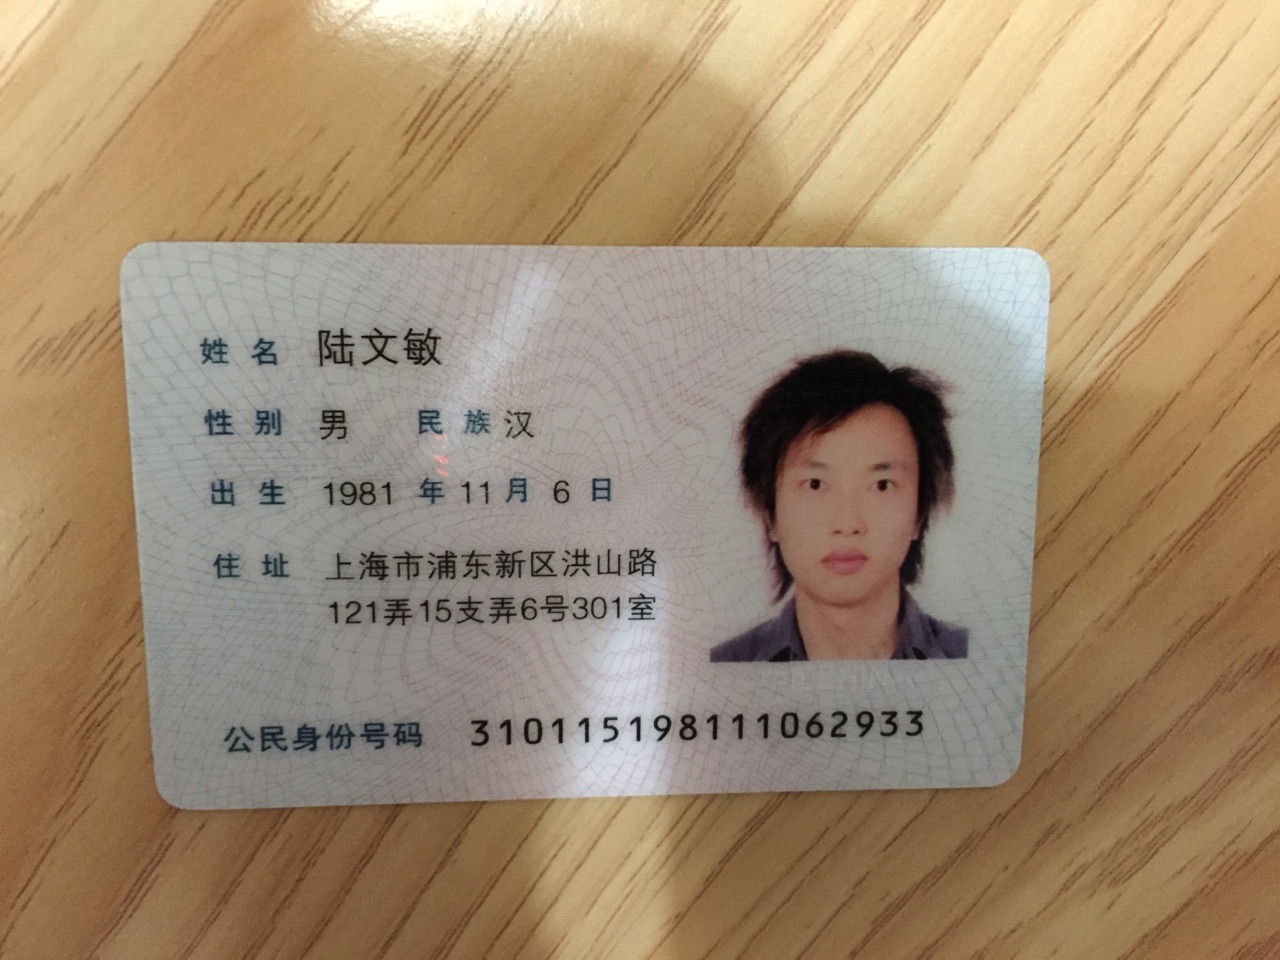 姓名 陆文敏
性别 男 民族 汉
出生 1981 年 11 月 6 日
住址 上海市浦东新区洪山路
121弄15支弄6号301室
公民身份号码 310115198111062933